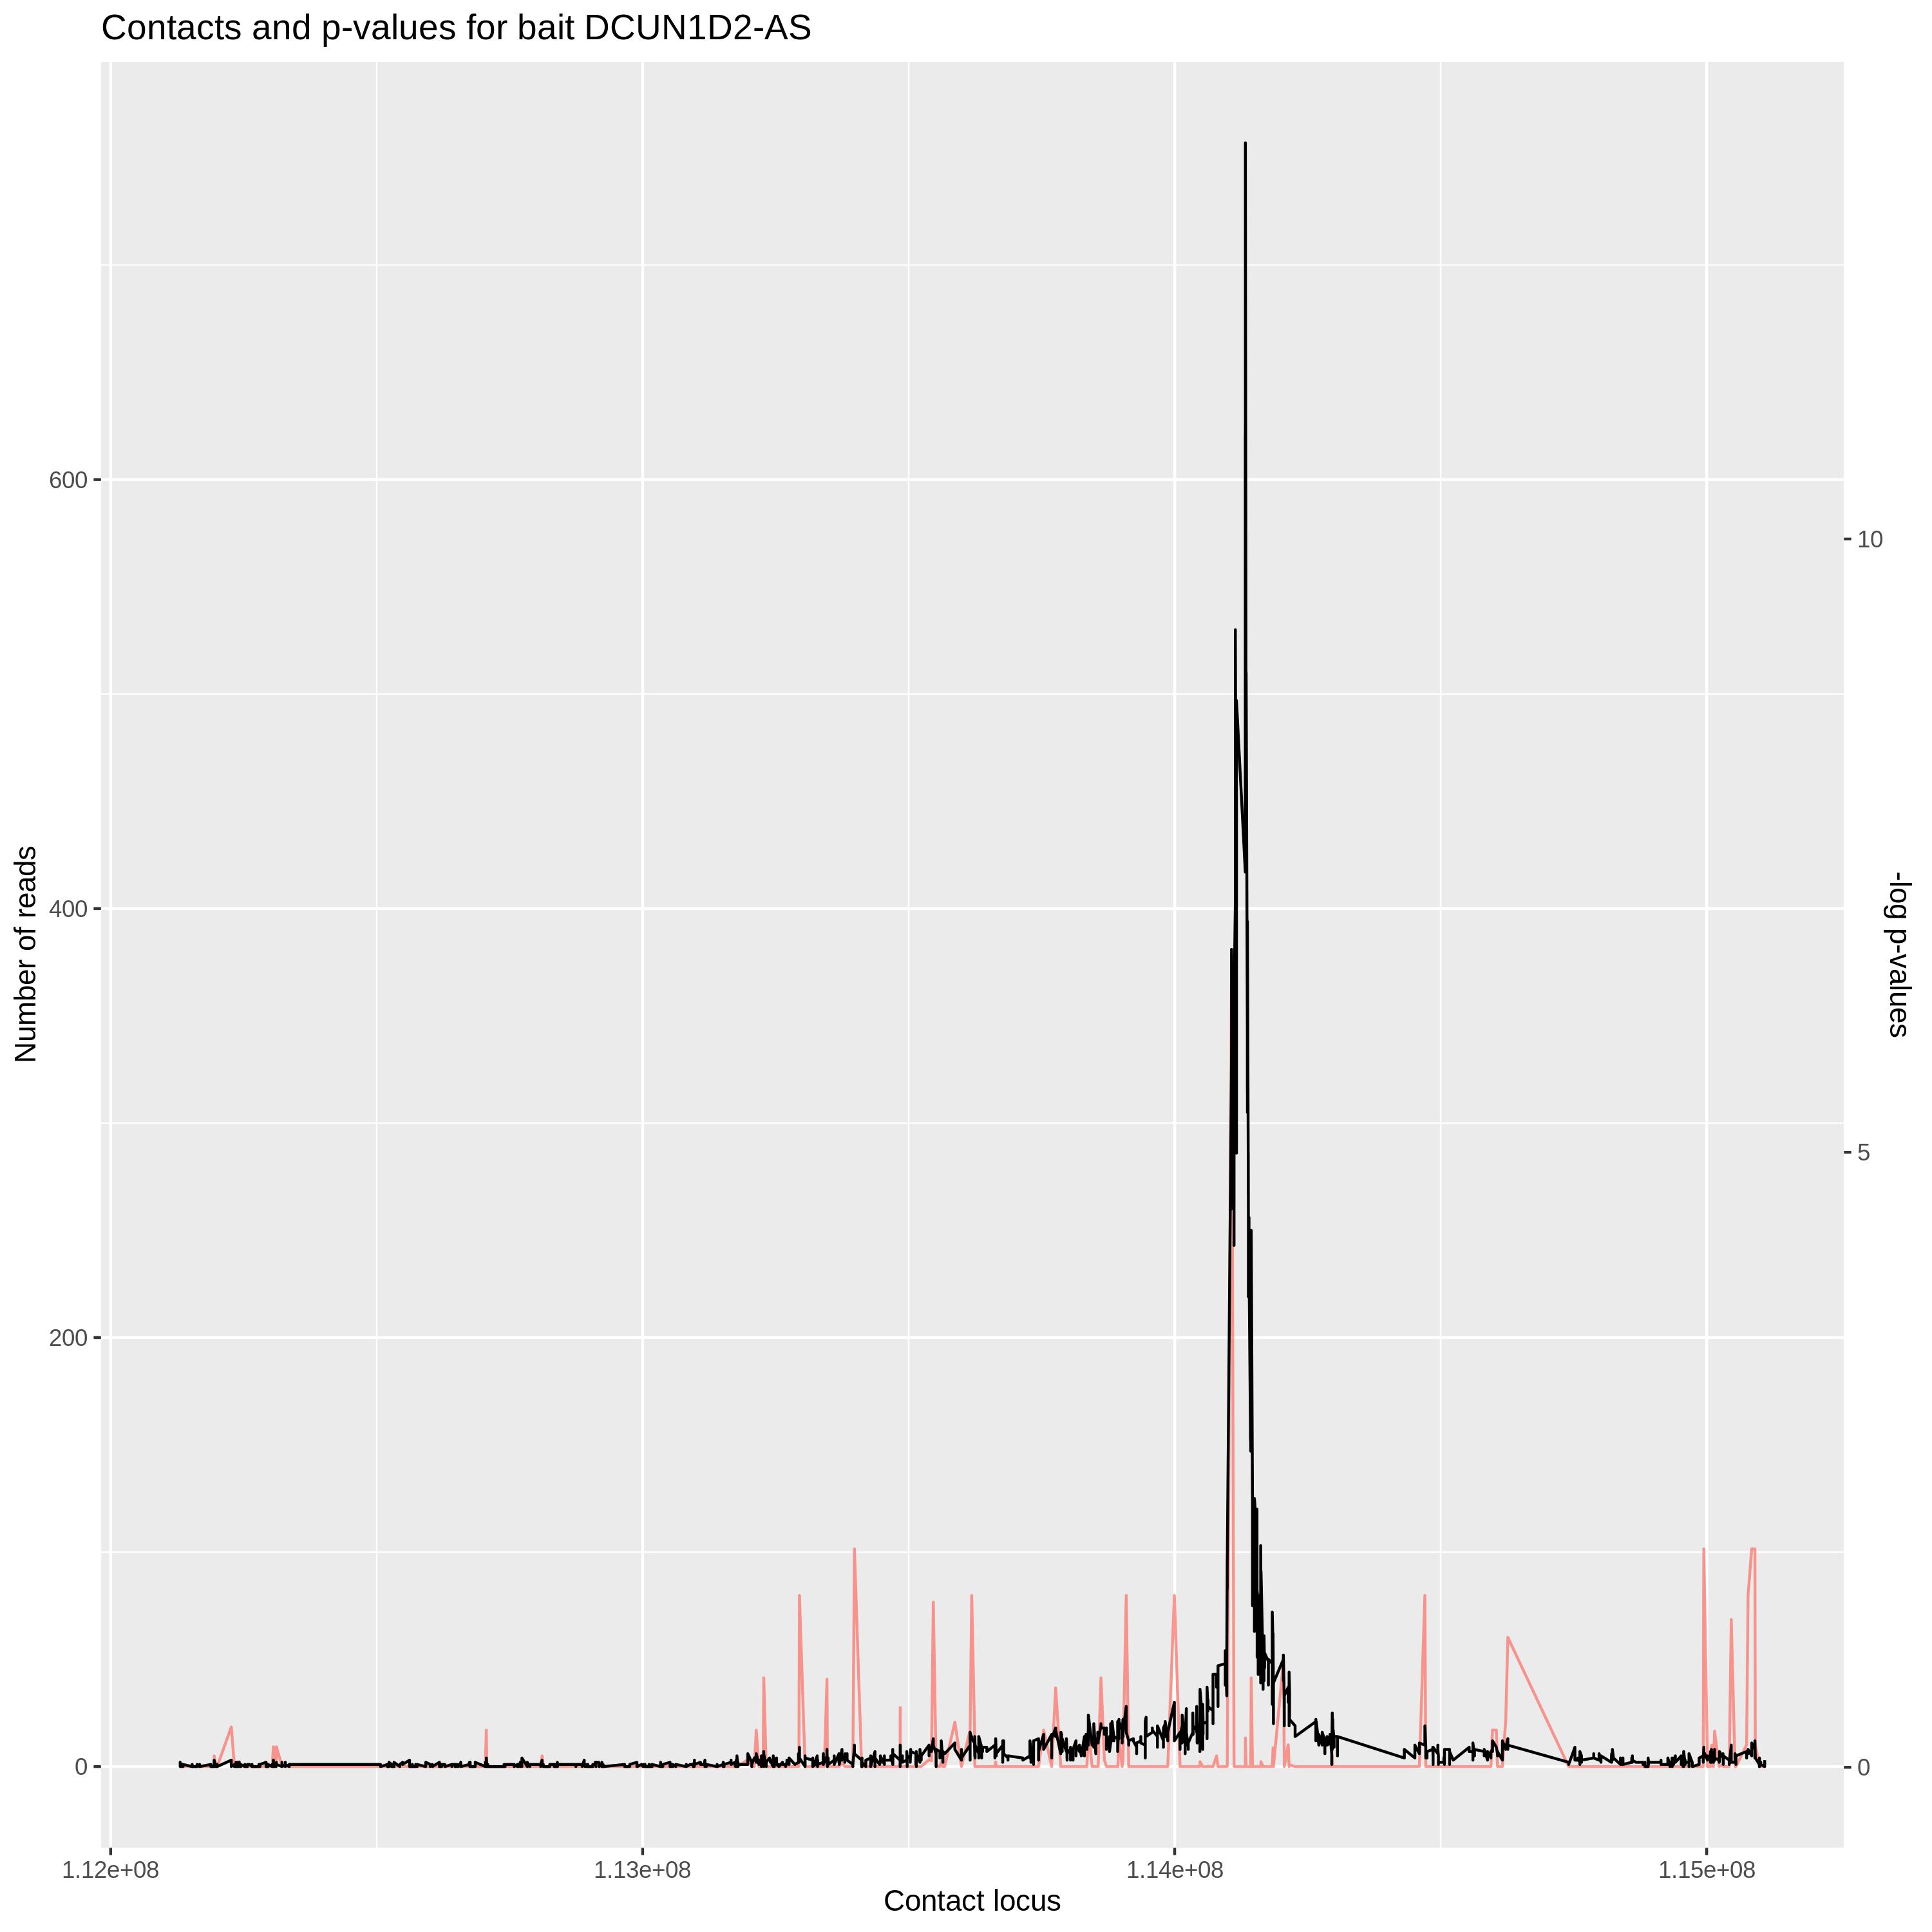 Contacts and p-values for bait DCUN1D2-AS
600
400
200
0
Number of reads
10
5
0
-log p-values
1.12e+08
1.13e+08
1.14e+08
1.15e+08
Contact locus